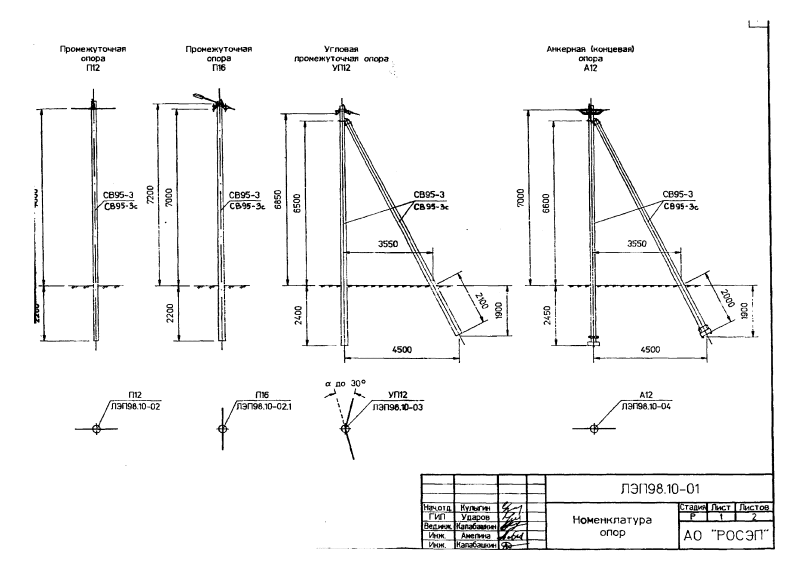 Промежуточная
опора
П12
Промежуточная
опора
П16
Угловая
промежуточная опора
УП12
Анкерная (концевая)
опора
А12
СВ95-3
СВ95-3с
2200
7200
7000
СВ95-3
СВ95-3с
2200
6850
6500
СВ95-3
СВ95-3с
3550
2400
2100
1900
4500
7000
6600
СВ95-3
СВ95-3с
3550
2450
2000
1900
4500
П12
ЛЭП98.10-02
П16
ЛЭП98.10-02.1
α до 30°
УП12
ЛЭП98.10-03
А12
ЛЭП98.10-04
ЛЭП98.10-01
Нач.отд. Кулыгин
ГИП Ударов
Вед.инж. Калабашкин
Инж. Амелина
Инж. Калабашкин
Номенклатура
опор
Стадия Лист Листов
Р 1 2
АО "РОСЭП"